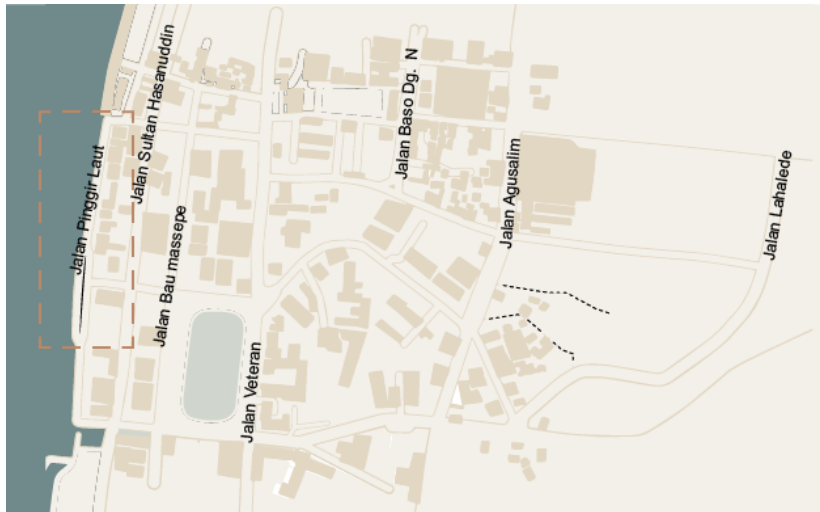 Jalan Pinggir Laut
Jalan Sultan Hasanuddin
Jalan Bau massepe
Jalan Veteran
Jalan Baso Dg. N
Jalan Agusalim
Jalan Lahalede